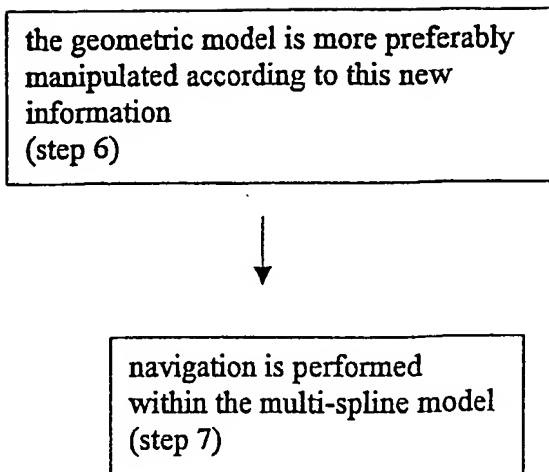 the geometric model is more preferably
manipulated according to this new
information
(step 6)
navigation is performed
within the multi-spline model
(step 7)